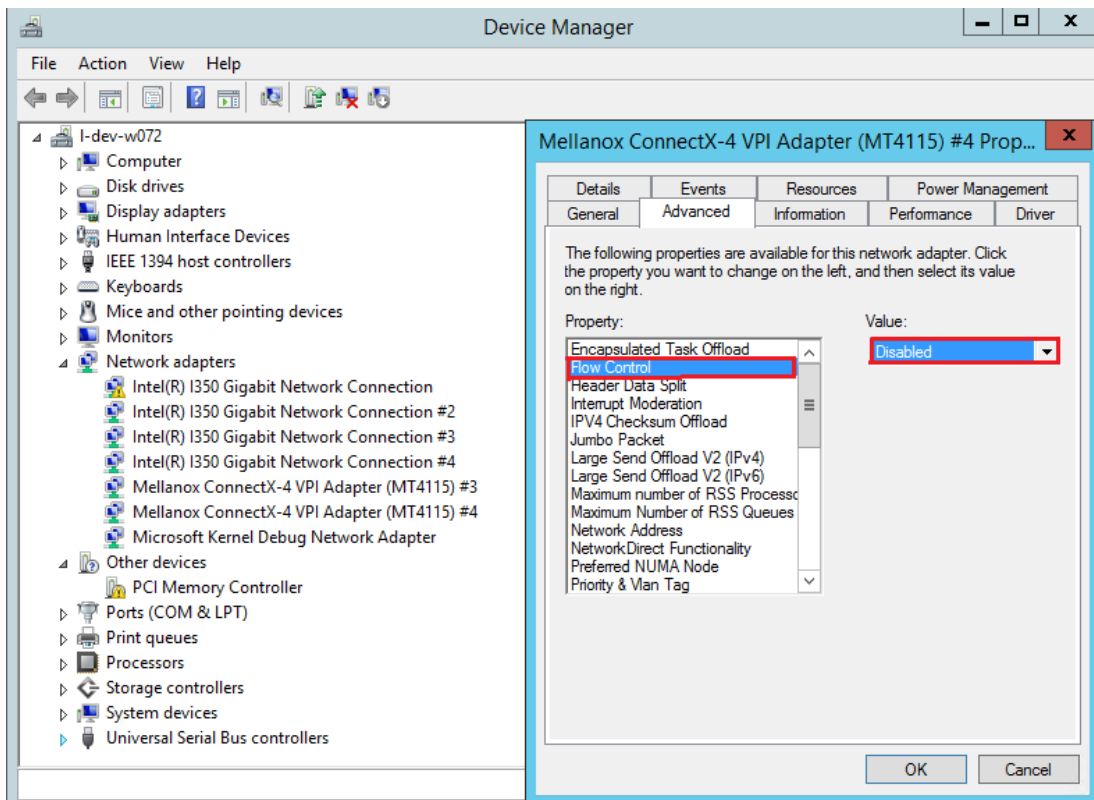 Device Manager
x
File Action View Help
?
l-dev-w072
Computer
Disk drives
Display adapters
Human Interface Devices
IEEE 1394 host controllers
Keyboards
Mice and other pointing devices
Monitors
Network adapters
Intel(R) I350 Gigabit Network Connection
Intel(R) I350 Gigabit Network Connection #2
Intel(R) I350 Gigabit Network Connection #3
Intel(R) I350 Gigabit Network Connection #4
Mellanox ConnectX-4 VPI Adapter (MT4115) #3
Mellanox ConnectX-4 VPI Adapter (MT4115) #4
Microsoft Kernel Debug Network Adapter
Other devices
PCI Memory Controller
Ports (COM & LPT)
Print queues
Processors
Storage controllers
System devices
Universal Serial Bus controllers
Mellanox ConnectX-4 VPI Adapter (MT4115) #4 Prop... x
Details Events Resources Power Management
General Advanced Information Performance Driver
The following properties are available for this network adapter. Click
the property you want to change on the left, and then select its value
on the right.
Property: Value:
Encapsulated Task Offload
Flow Control Disabled
Header Data Split
Interrupt Moderation
IPV4 Checksum Offload
Jumbo Packet
Large Send Offload V2 (IPv4)
Large Send Offload V2 (IPv6)
Maximum number of RSS Processo
Maximum Number of RSS Queues
Network Address
NetworkDirect Functionality
Preferred NUMA Node
Priority & Vlan Tag
OK Cancel